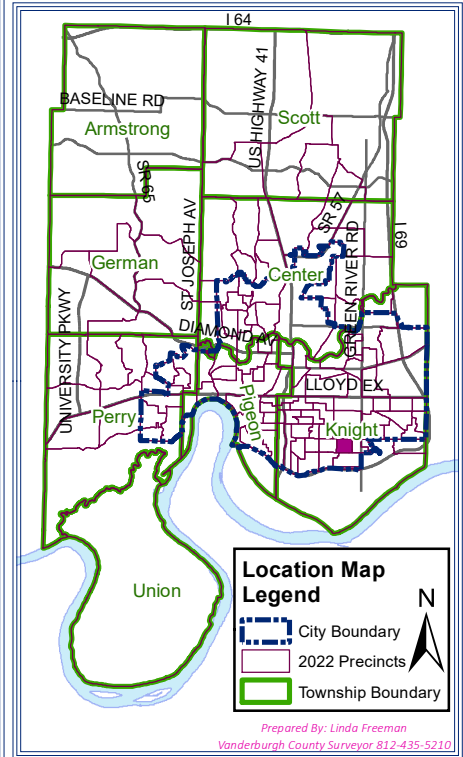 I 64
BASELINE RD
Armstrong
Scott
US HIGHWAY 41
SR 65
SR 57
I 69
ST JOSEPH AV
German
Center
GREEN RIVER RD
UNIVERSITY PKWY
DIAMOND AV
LLOYD EX
Perry
Pigeon
Knight
Union
Location Map
Legend
N
City Boundary
2022 Precincts
Township Boundary
Prepared By: Linda Freeman
Vanderburgh County Surveyor 812-435-5210